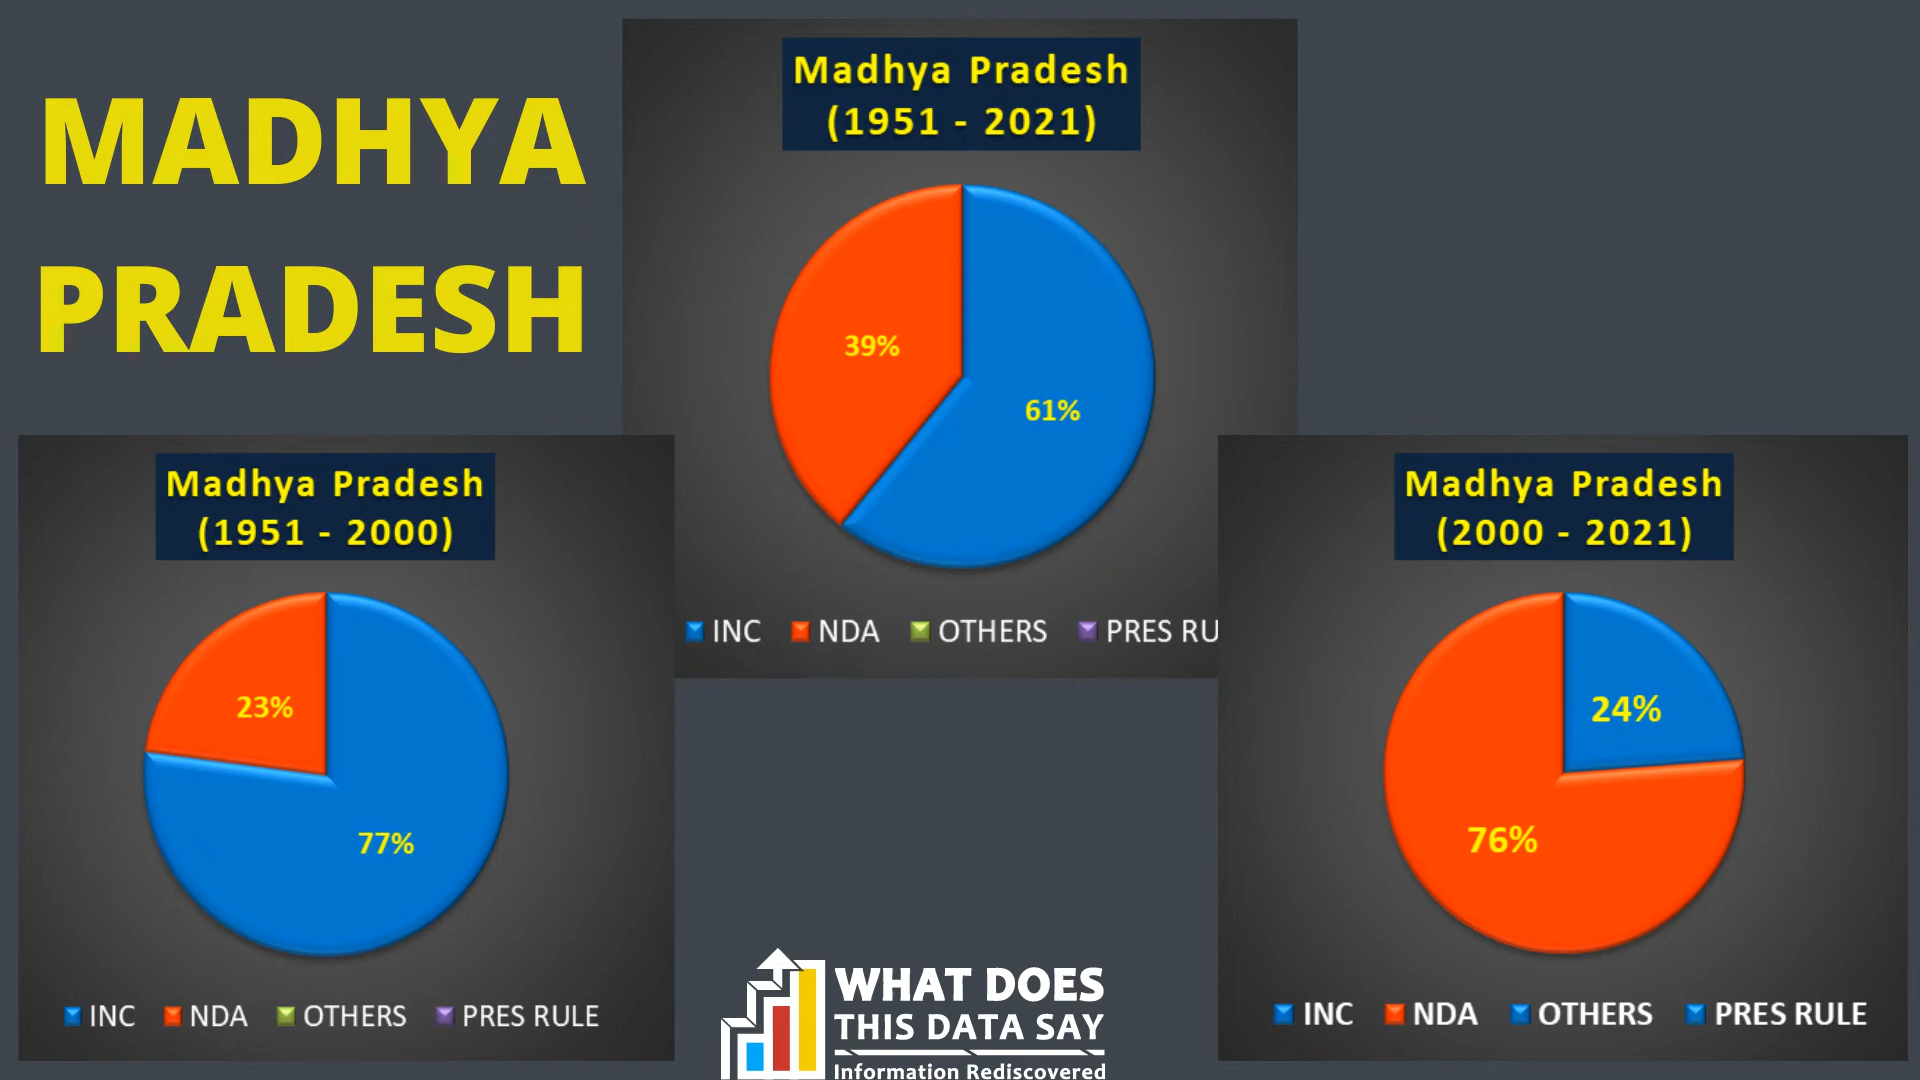 MADHYA
PRADESH
Madhya Pradesh
(1951 - 2021)
39%
61%
INC NDA OTHERS PRES RU
Madhya Pradesh
(1951 - 2000)
23%
77%
INC NDA OTHERS PRES RULE
Madhya Pradesh
(2000 - 2021)
24%
76%
INC NDA OTHERS PRES RULE
WHAT DOES
THIS DATA SAY
Information Rediscovered